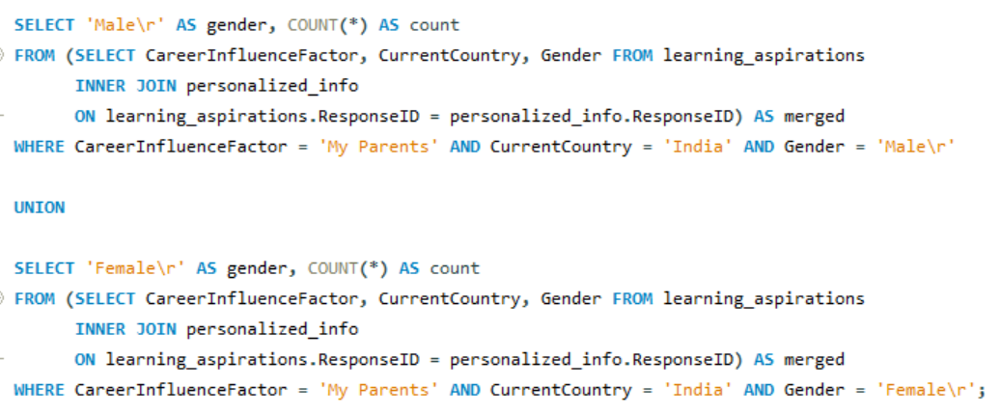 SELECT 'Male\r' AS gender, COUNT(*) AS count
FROM (SELECT CareerInfluenceFactor, CurrentCountry, Gender FROM learning_aspirations
INNER JOIN personalized_info
ON learning_aspirations.ResponseID = personalized_info.ResponseID) AS merged
WHERE CareerInfluenceFactor = 'My Parents' AND CurrentCountry = 'India' AND Gender = 'Male\r'
UNION
SELECT 'Female\r' AS gender, COUNT(*) AS count
FROM (SELECT CareerInfluenceFactor, CurrentCountry, Gender FROM learning_aspirations
INNER JOIN personalized_info
ON learning_aspirations.ResponseID = personalized_info.ResponseID) AS merged
WHERE CareerInfluenceFactor = 'My Parents' AND CurrentCountry = 'India' AND Gender = 'Female\r';